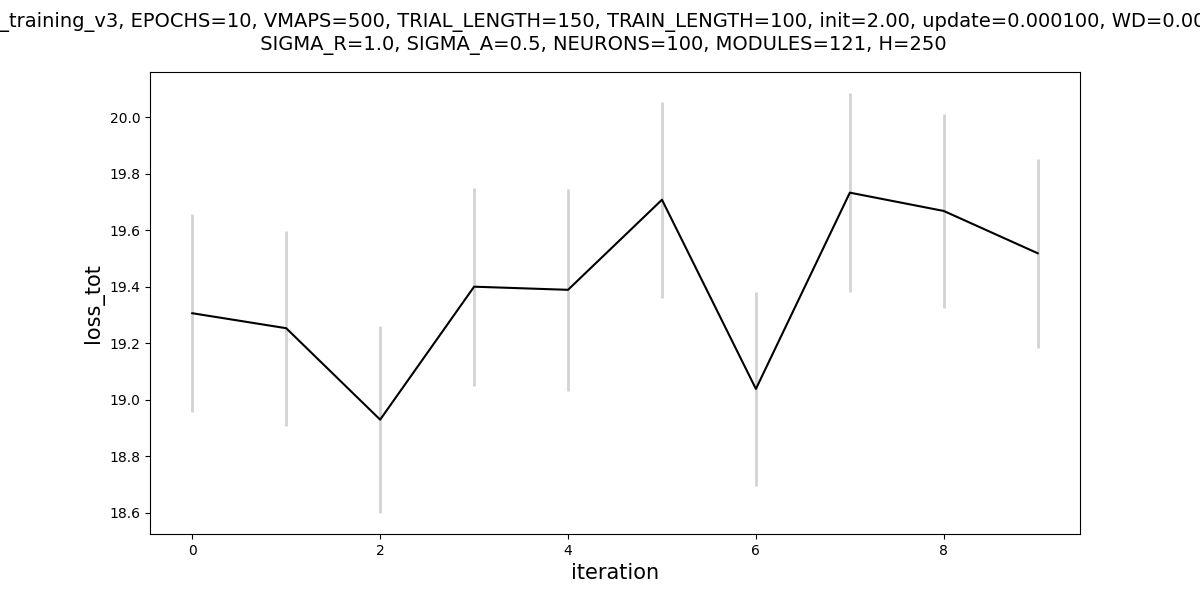 _training_v3, EPOCHS=10, VMAPS=500, TRIAL_LENGTH=150, TRAIN_LENGTH=100, init=2.00, update=0.000100, WD=0.00
SIGMA_R=1.0, SIGMA_A=0.5, NEURONS=100, MODULES=121, H=250
20.0
19.8
19.6
19.4
19.2
19.0
18.8
18.6
loss_tot
0 2 4 6 8
iteration